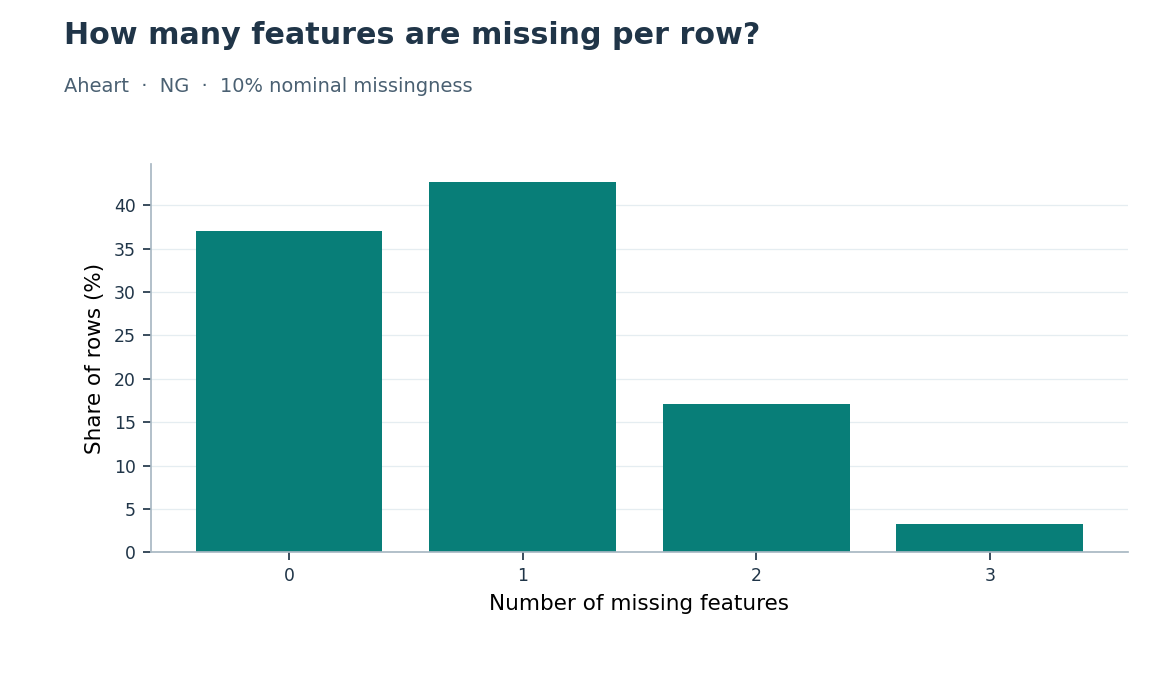 How many features are missing per row?
Aheart · NG · 10% nominal missingness
Share of rows (%)
40
35
30
25
20
15
10
5
0
0 1 2 3
Number of missing features